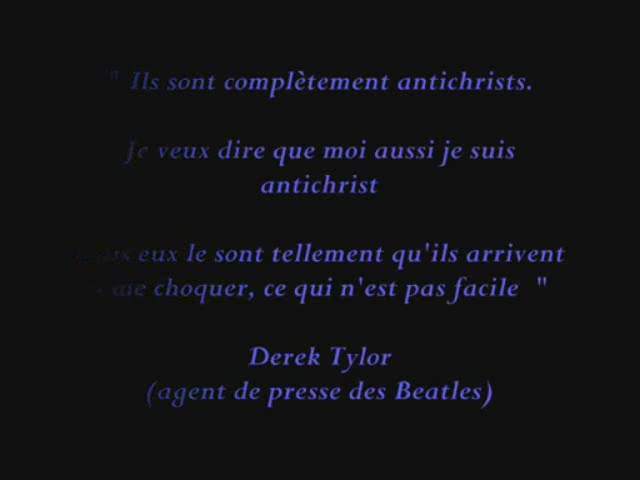 " Ils sont complètement antichrists.
Je veux dire que moi aussi je suis
antichrist
eux le sont tellement qu'ils arrivent
me choquer, ce qui n'est pas facile "
Derek Tylor
(agent de presse des Beatles)